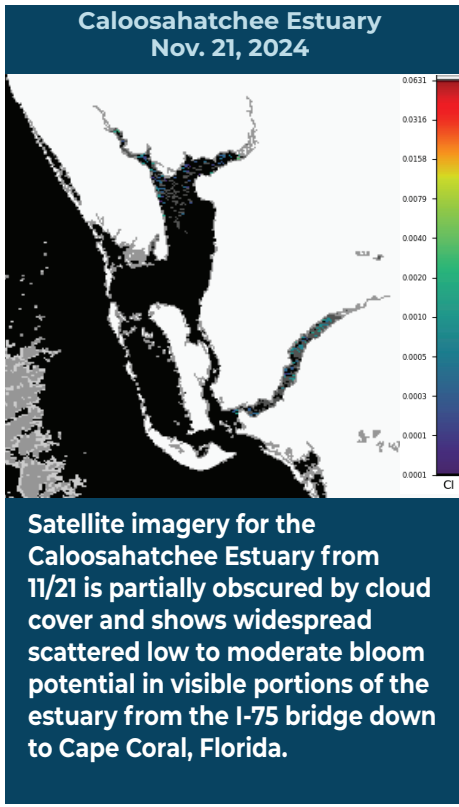 Caloosahatchee Estuary
Nov. 21, 2024
0.0631
0.0316
0.0158
0.0079
0.0040
0.0020
0.0010
0.0005
0.0003
0.0001
0.0001
CI
Satellite imagery for the
Caloosahatchee Estuary from
11/21 is partially obscured by cloud
cover and shows widespread
scattered low to moderate bloom
potential in visible portions of the
estuary from the I-75 bridge down
to Cape Coral, Florida.